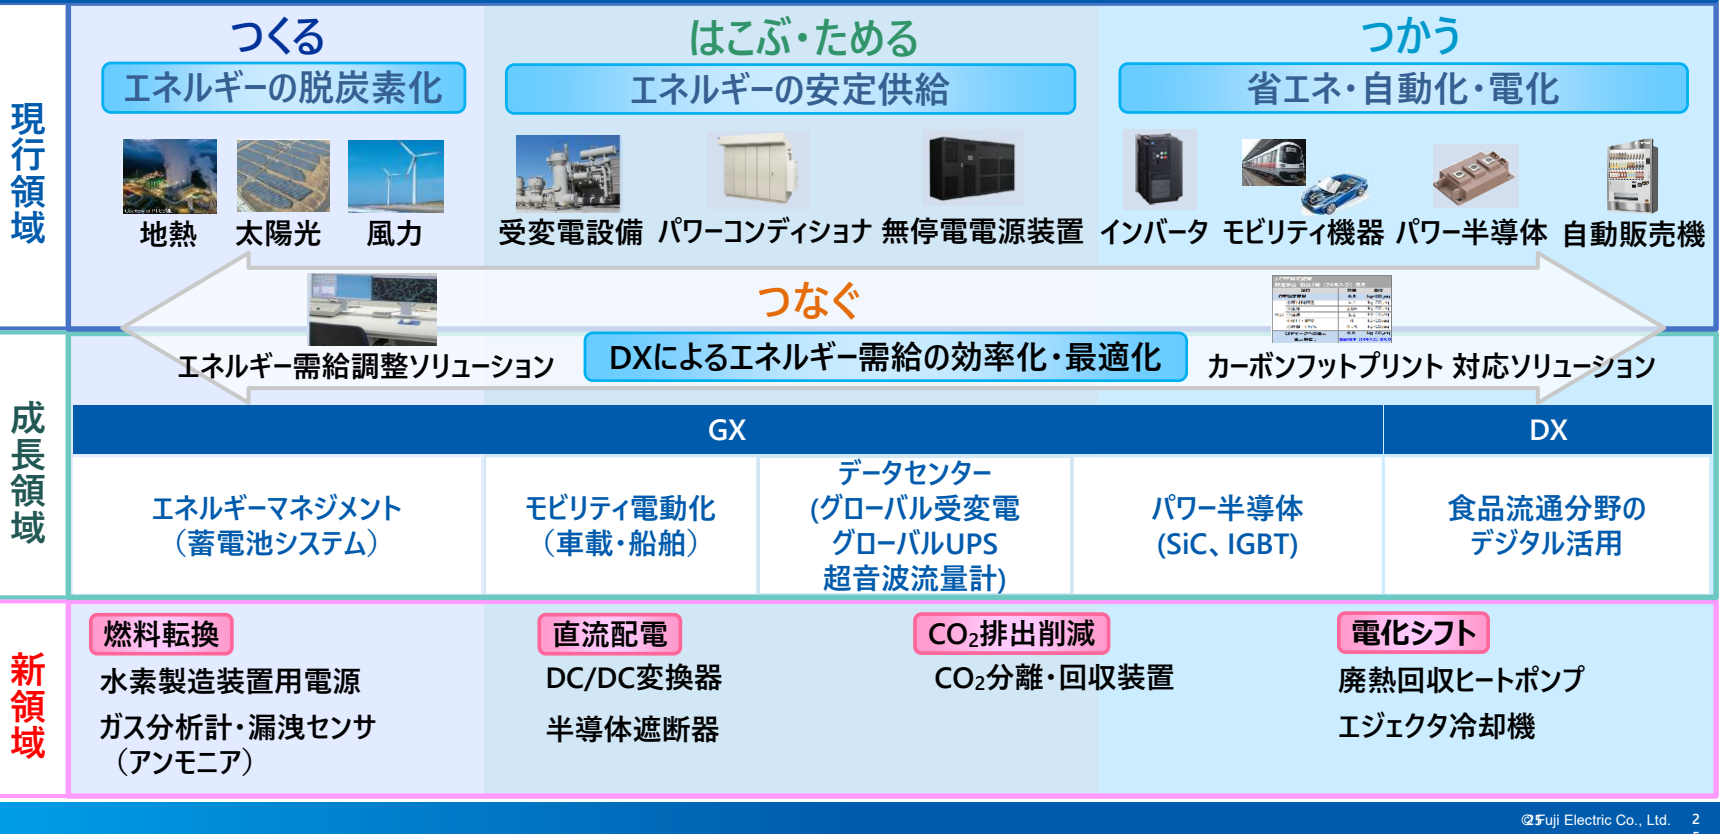 現行領域
つくる
エネルギーの脱炭素化
地熱
太陽光
風力
はこぶ・ためる
エネルギーの安定供給
受変電設備
パワーコンディショナ
無停電電源装置
つかう
省エネ・自動化・電化
インバータ
モビリティ機器
パワー半導体
自動販売機
つなぐ
エネルギー需給調整ソリューション
DXによるエネルギー需給の効率化・最適化
カーボンフットプリント 対応ソリューション
成長領域
GX
DX
エネルギーマネジメント
（蓄電池システム）
モビリティ電動化
（車載・船舶）
データセンター
(グローバル受変電
グローバルUPS
超音波流量計)
パワー半導体
(SiC、IGBT)
食品流通分野の
デジタル活用
新領域
燃料転換
水素製造装置用電源
ガス分析計・漏洩センサ
（アンモニア）
直流配電
DC/DC変換器
半導体遮断器
CO₂排出削減
CO₂分離・回収装置
電化シフト
廃熱回収ヒートポンプ
エジェクタ冷却機
© Fuji Electric Co., Ltd.
25